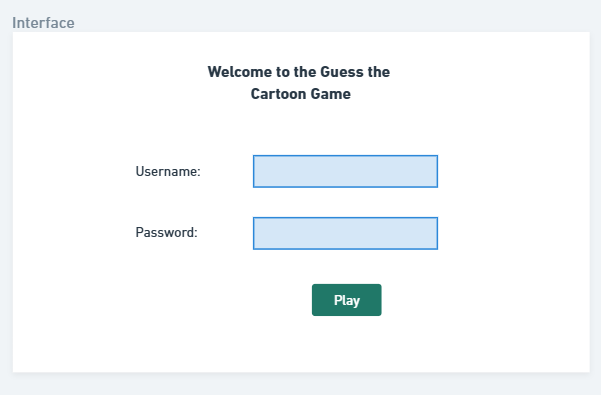 Interface
Welcome to the Guess the
Cartoon Game
Username:
Password:
Play